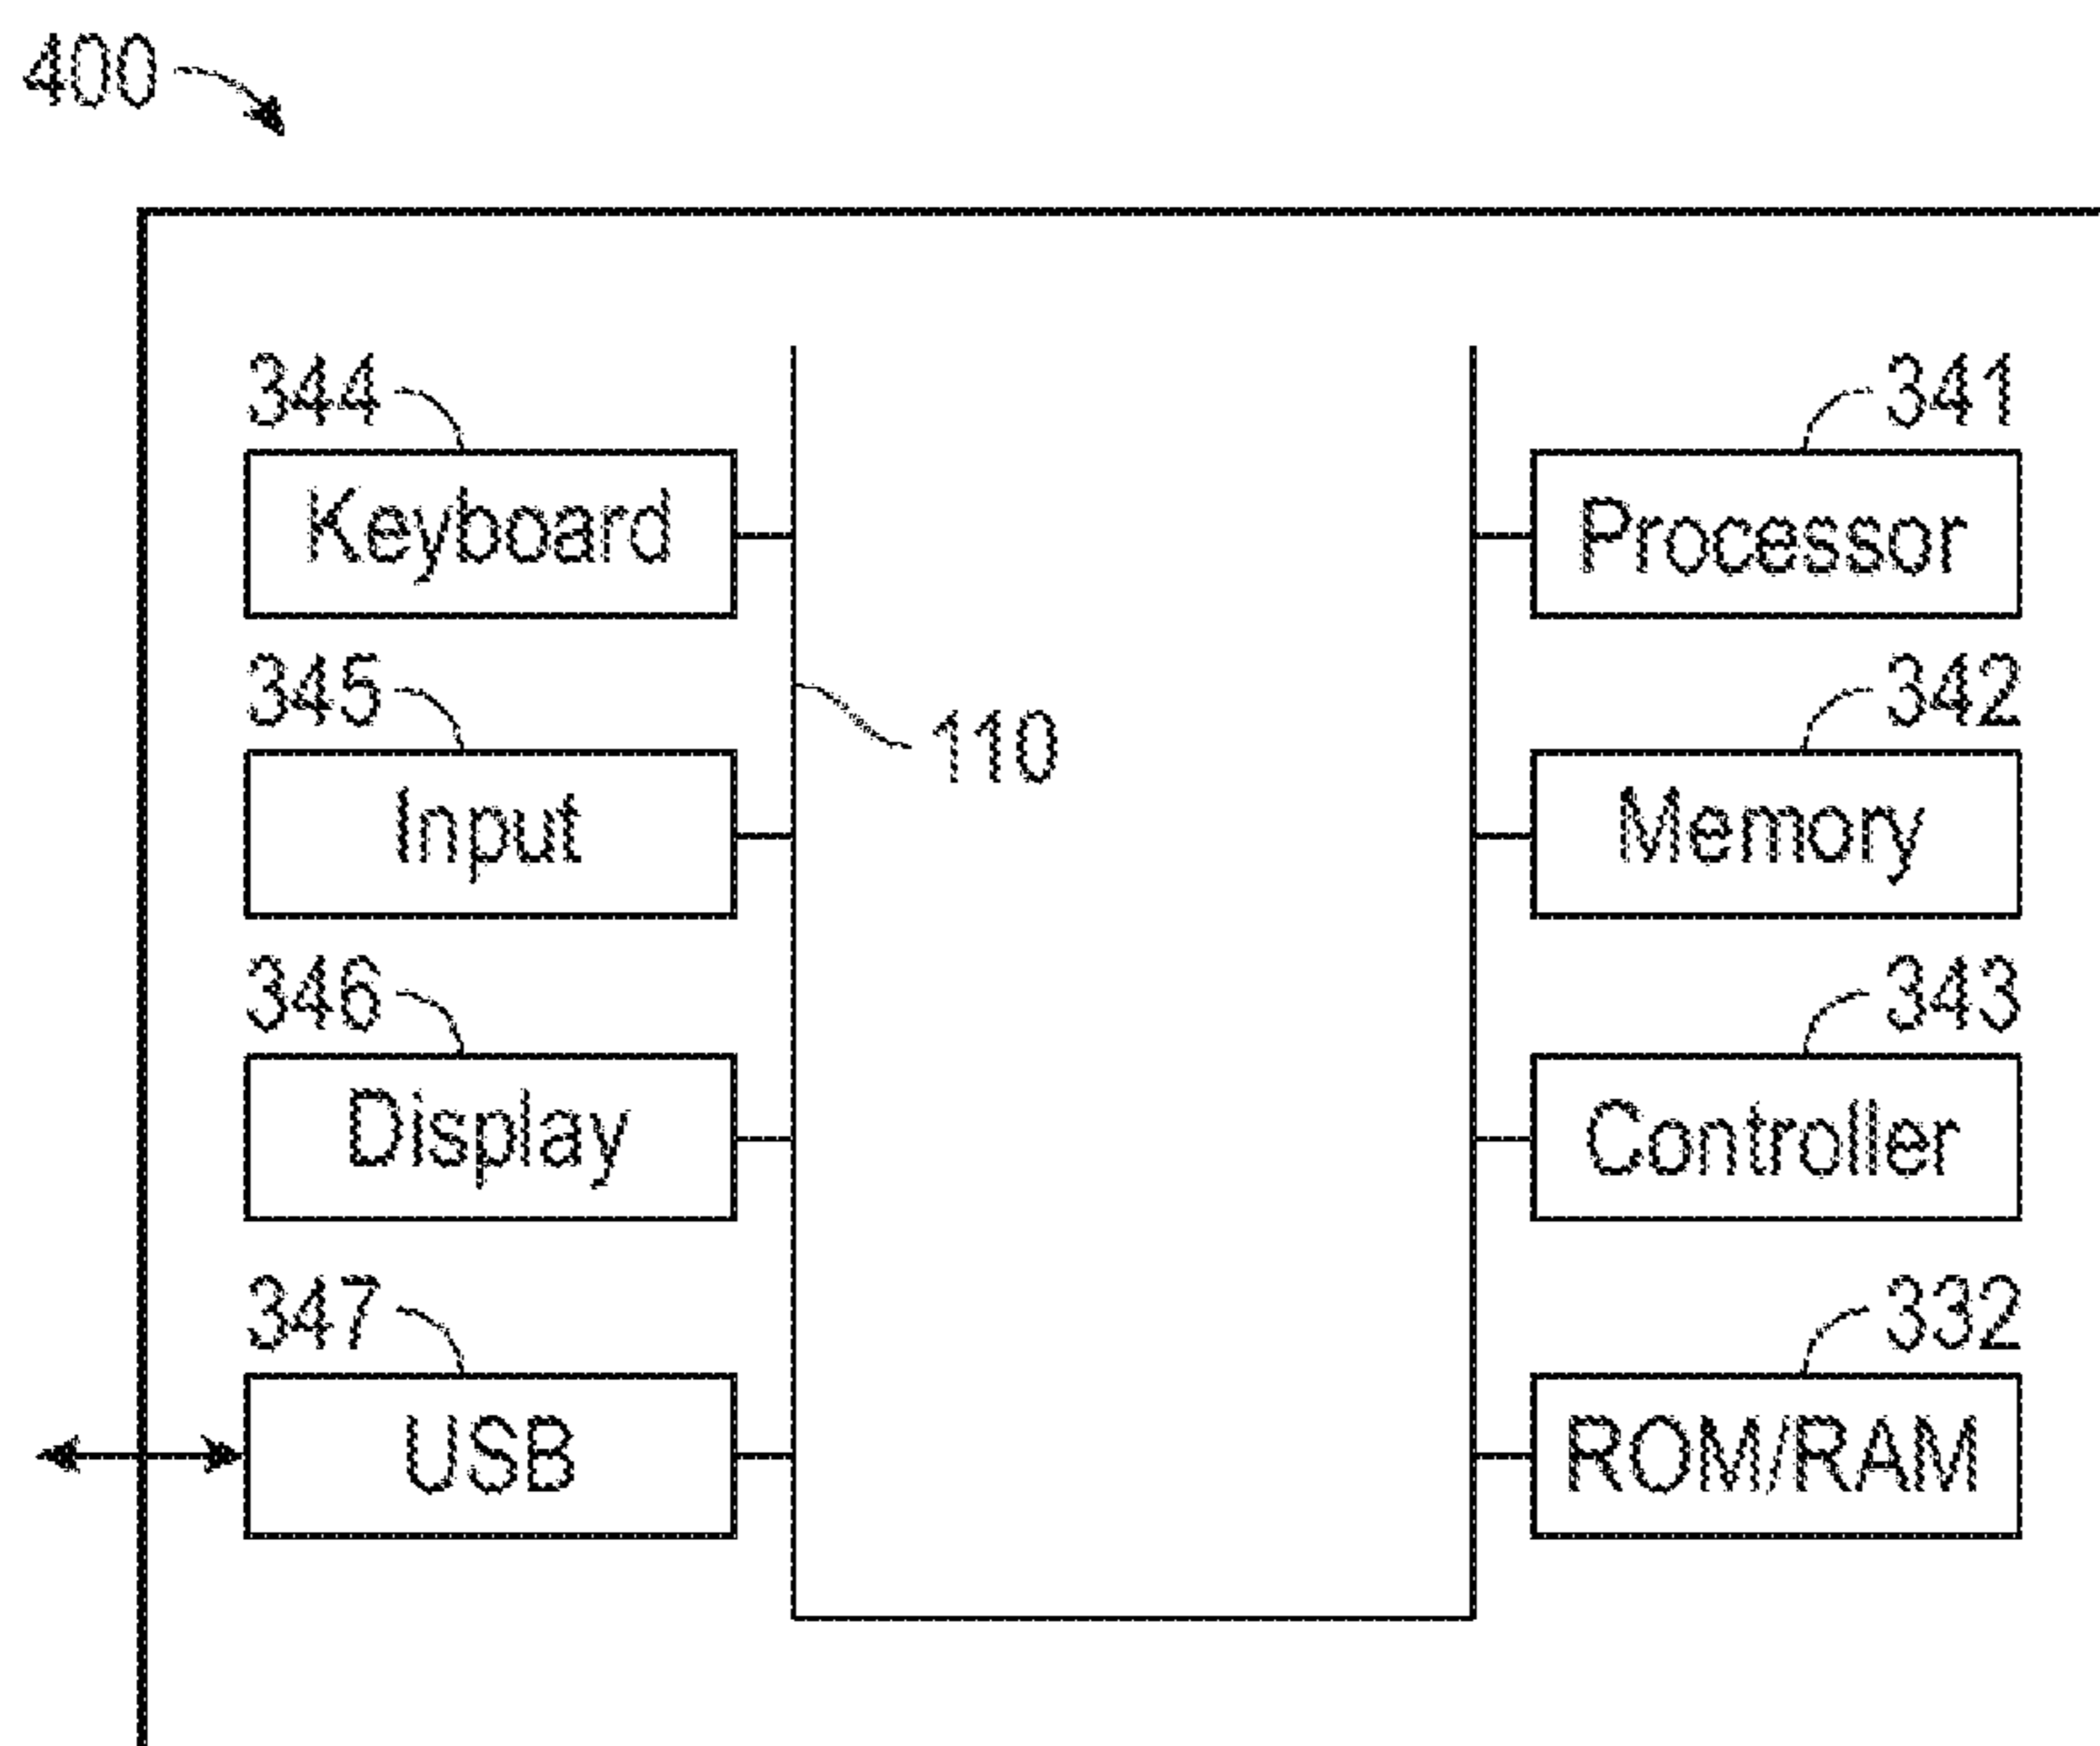 400
344
341
Keyboard
Processor
345
342
110
Input
Memory
346
343
Display
Controller
347
332
USB
ROM/RAM